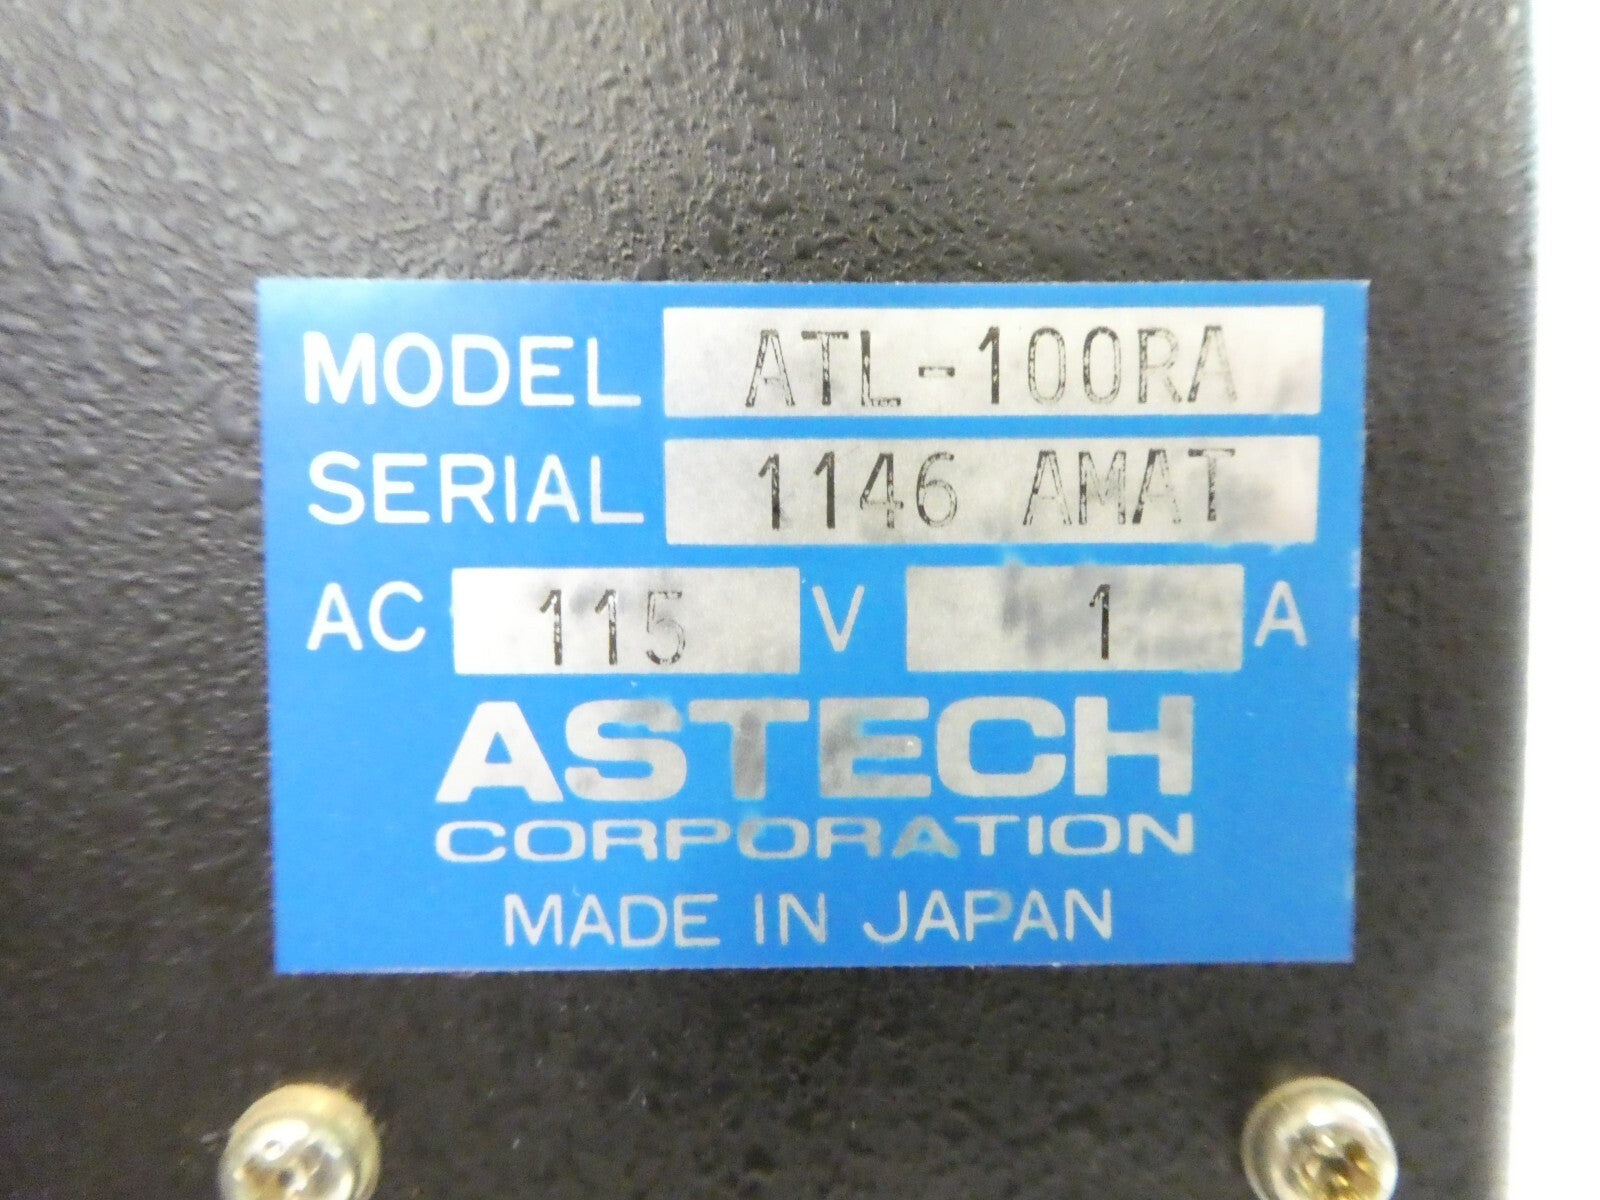 MODEL ATL-100RA
SERIAL 1146 AMAT
AC 115 V 1 A
ASTECH
CORPORATION
MADE IN JAPAN